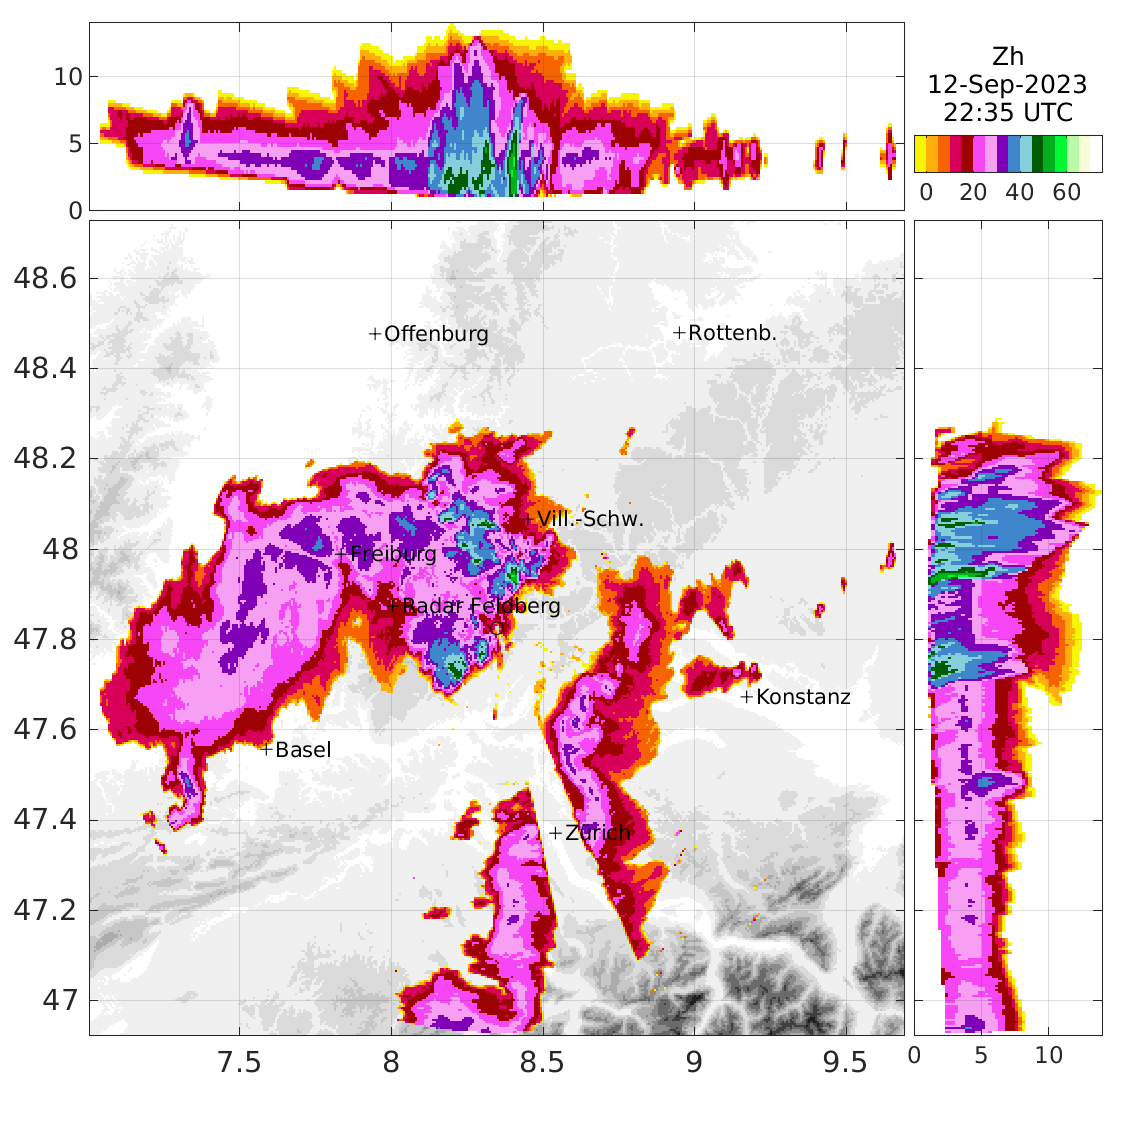 10
5
0
Zh
12-Sep-2023
22:35 UTC
0 20 40 60
48.6
48.4
48.2
48
47.8
47.6
47.4
47.2
47
+Offenburg
+Rottenb.
+Vill.-Schw.
+Freiburg
+Radar Feldberg
+Konstanz
+Basel
+Zürich
7.5 8 8.5 9 9.5
0 5 10